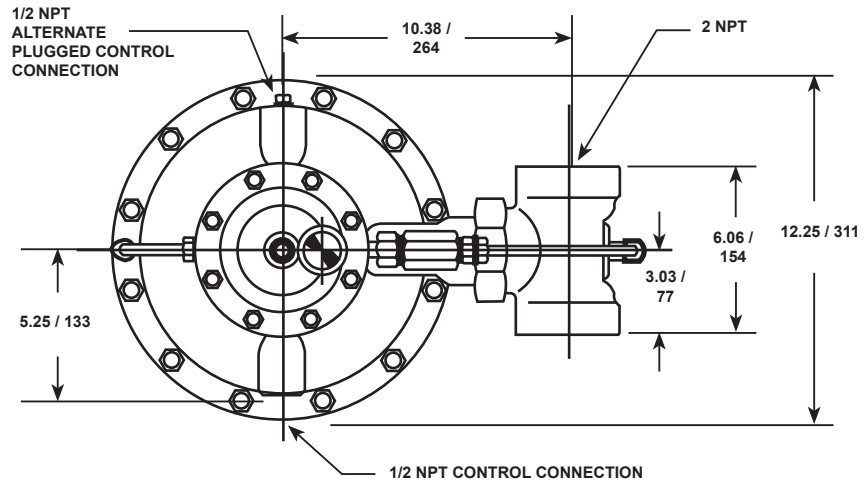 1/2 NPT
ALTERNATE
PLUGGED CONTROL
CONNECTION
10.38 /
264
2 NPT
12.25 / 311
6.06 /
154
3.03 /
77
5.25 / 133
1/2 NPT CONTROL CONNECTION